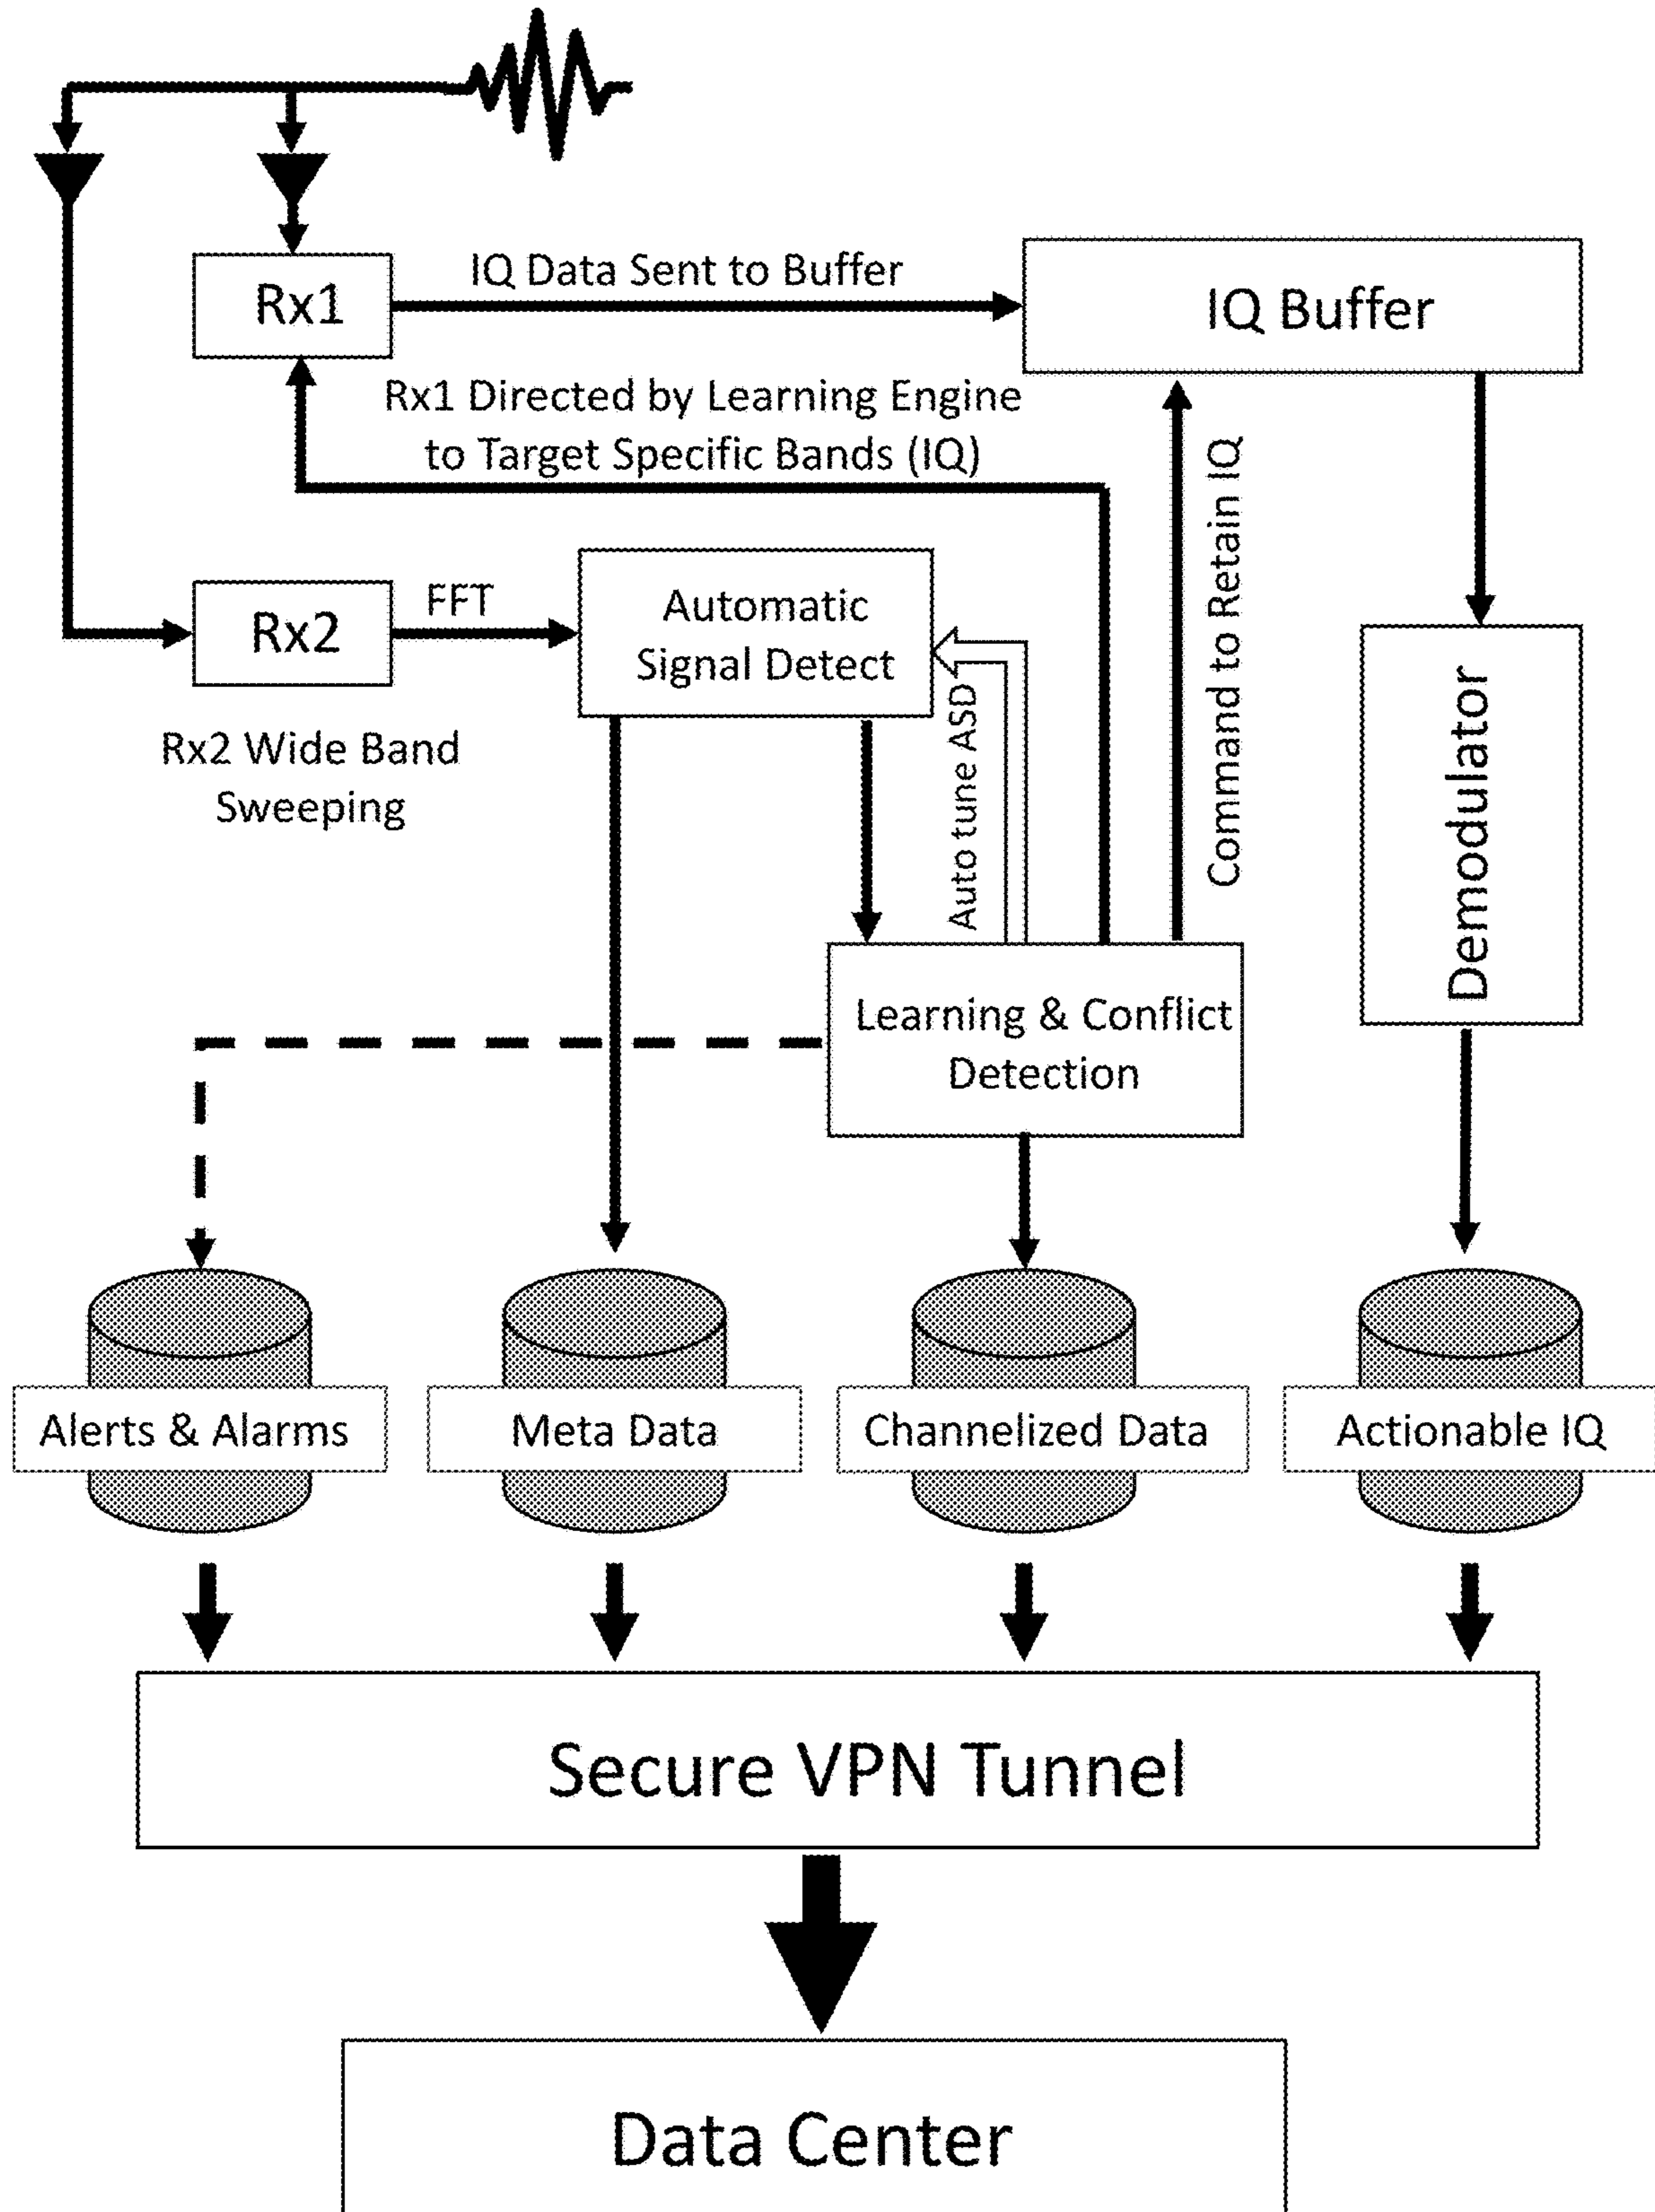 Rx1
IQ Data Sent to Buffer
IQ Buffer
Rx1 Directed by Learning Engine
to Target Specific Bands (IQ)
Command to Retain IQ
Rx2
FFT
Automatic
Signal Detect
Rx2 Wide Band
Sweeping
Auto tune ASD
Demodulator
Learning & Conflict
Detection
Alerts & Alarms
Meta Data
Channelized Data
Actionable IQ
Secure VPN Tunnel
Data Center